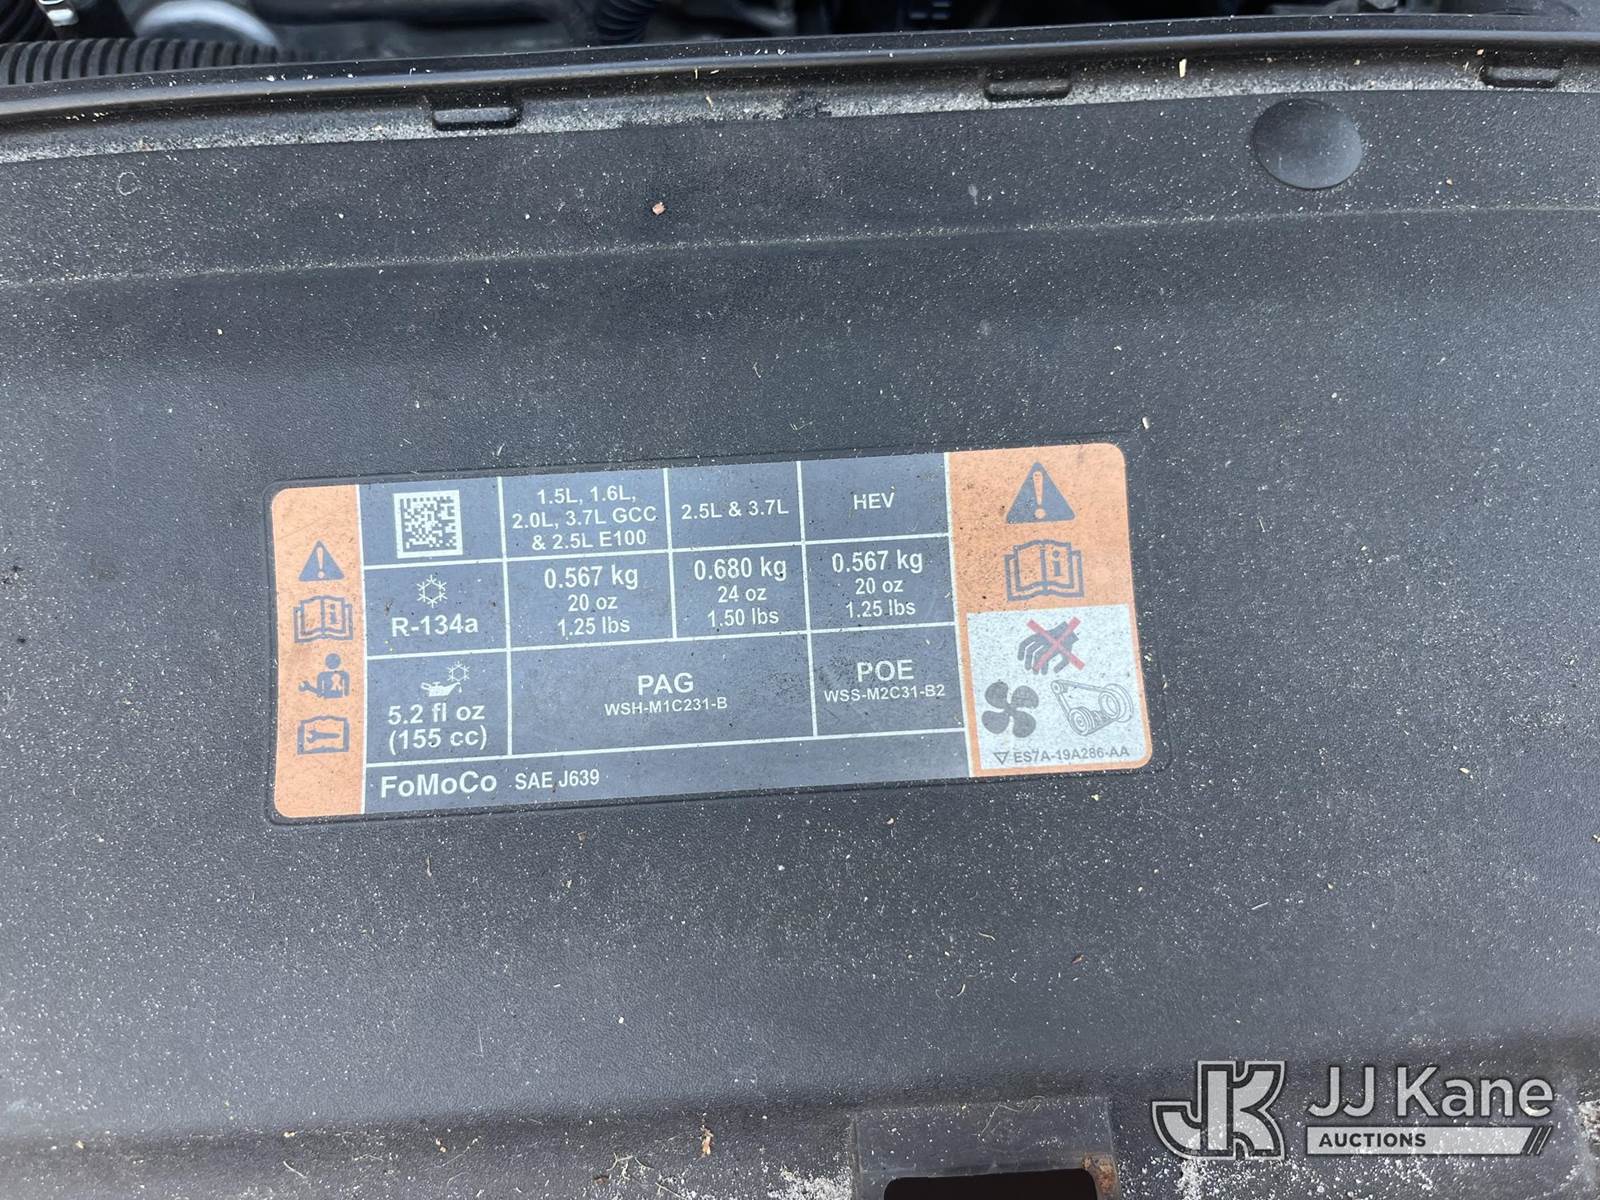 1.5L, 1.6L,
2.0L, 3.7L GCC
& 2.5L E100
2.5L & 3.7L
HEV
R-134a
0.567 kg
20 oz
1.25 lbs
0.680 kg
24 oz
1.50 lbs
0.567 kg
20 oz
1.25 lbs
5.2 fl oz
(155 cc)
PAG
WSH-M1C231-B
POE
WSS-M2C31-B2
FoMoCo SAE J639
ES7A-19A286-AA
JK JJ Kane
AUCTIONS